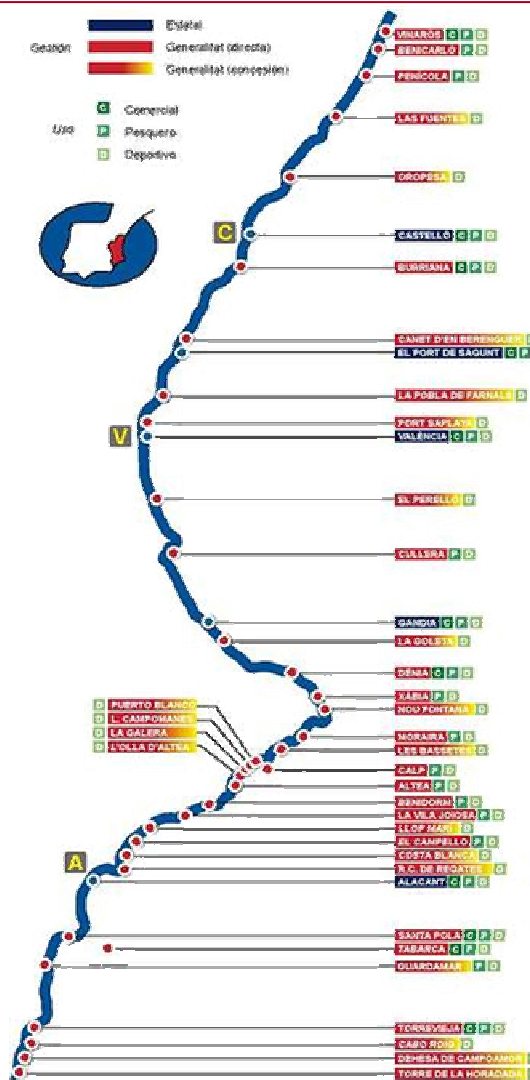 Estatal
Gestión
Generalitat (directa)
Generalitat (concesión)
C Comercial
Uso
P Pesquero
D Deportivo
VINARÒS C P D
BENICARLÓ P D
PEÑÍCOLA P D
LAS FUENTES D
OROPESA D
C
CASTELLÓ C P D
BURRIANA C P D
CANET D'EN BERENGUER
EL PORT DE SAGUNT C P
LA POBLA DE FARNALS D
PORT SAPLAYA D
V
VALÈNCIA C P D
EL PERELLÓ D
CULLERA P D
GANDIA C P D
LA GOLETA D
DÉNIA C P D
XÀBIA P D
D PUERTO BLANCO
NOU FONTANA D
D L. CAMPOMANES
D LA GALERA
MORAIRA P D
D L'OLLA D'ALTEA
LES BASSETES D
CALP P D
ALTEA P D
BENIDORM P D
LA VILA JOIOSA P D
LLOP MARÍ D
EL CAMPELLO P D
COSTA BLANCA D
A
R.C. DE REGATES D
ALACANT C P D
SANTA POLA C P D
TABARCA C P D
GUARDAMAR P D
TORREVIEJA C P D
CABO ROIG D
DEHESA DE CAMPOAMOR D
TORRE DE LA HORADADA